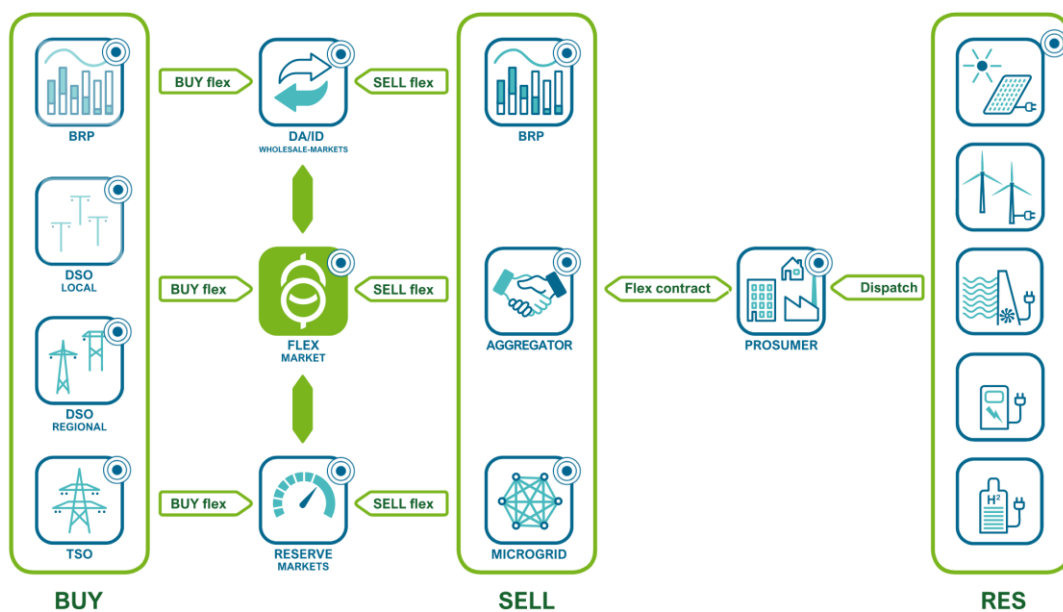 BRP
BUY flex
DA/ID
WHOLESALE-MARKETS
SELL flex
BRP
DSO
LOCAL
BUY flex
FLEX
MARKET
SELL flex
AGGREGATOR
Flex contract
PROSUMER
Dispatch
DSO
REGIONAL
TSO
BUY flex
RESERVE
MARKETS
SELL flex
MICROGRID
H²
BUY
SELL
RES